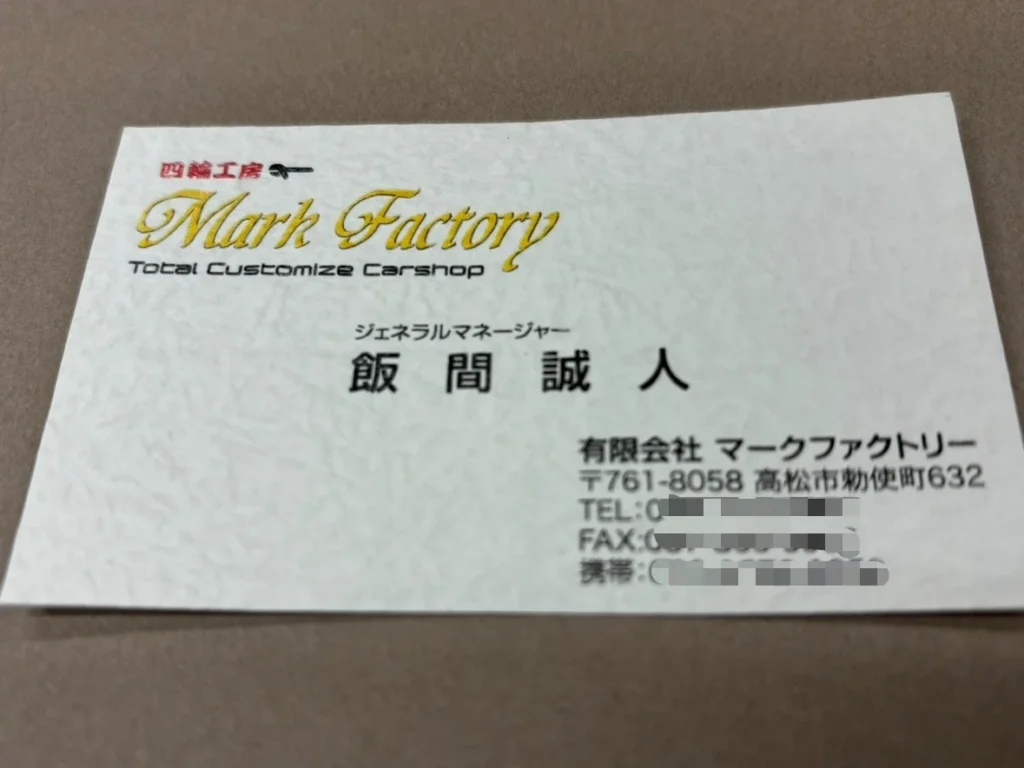 四輪工房
Mark Factory
Total Customize Carshop
ジェネラルマネージャー
飯間誠人
有限会社 マークファクトリー
〒761-8058 高松市勅使町632
TEL:
FAX:
携帯: